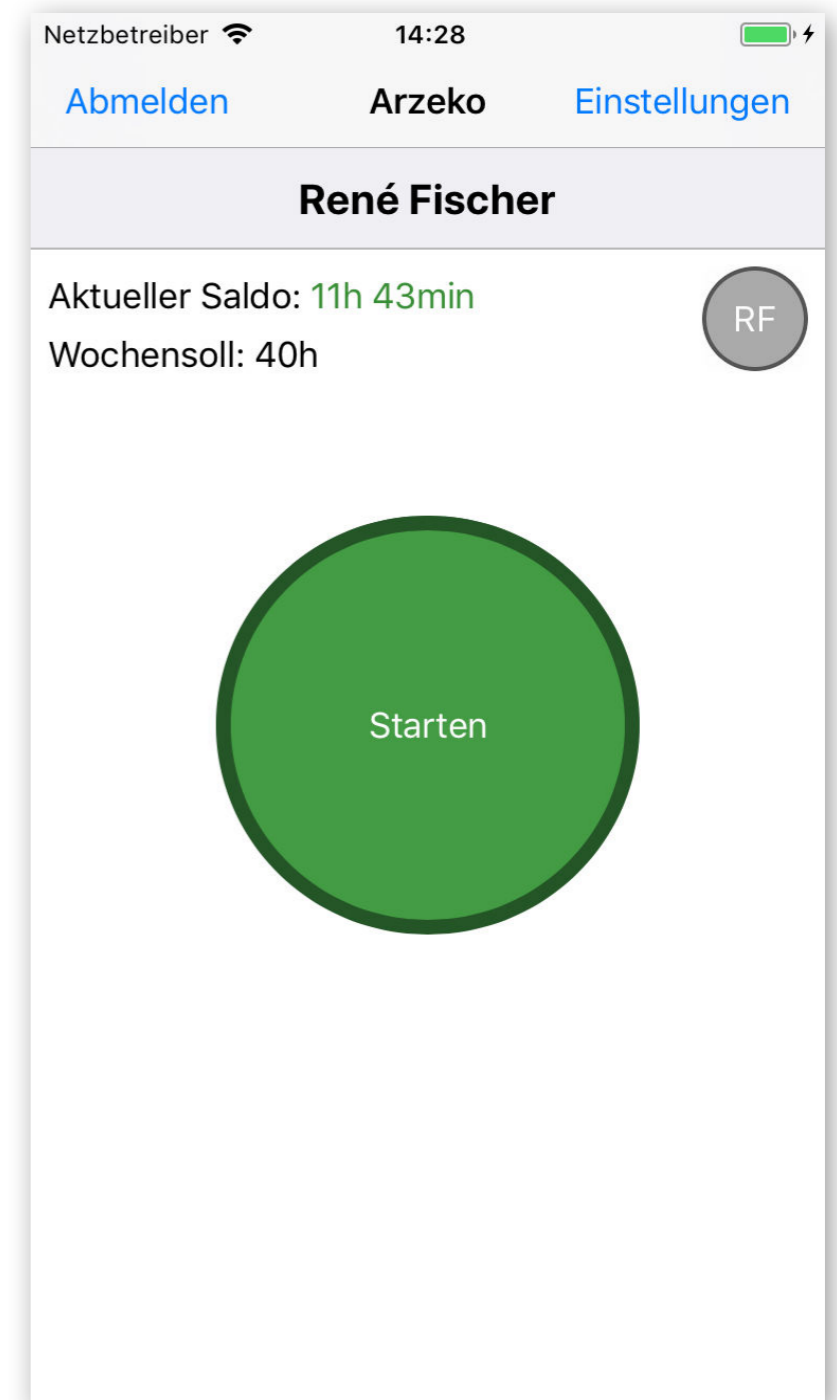 Netzbetreiber 14:28
Abmelden Arzeko Einstellungen
René Fischer
Aktueller Saldo: 11h 43min
RF
Wochensoll: 40h
Starten